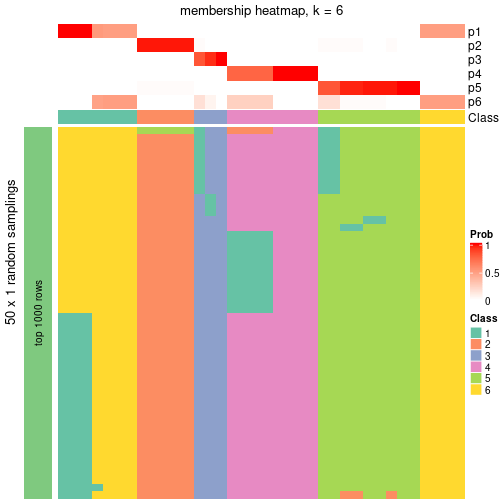 membership heatmap, k = 6
p1
p2
p3
p4
p5
p6
Class
50 x 1 random samplings
top 1000 rows
Prob
1
0.5
0
Class
1
2
3
4
5
6